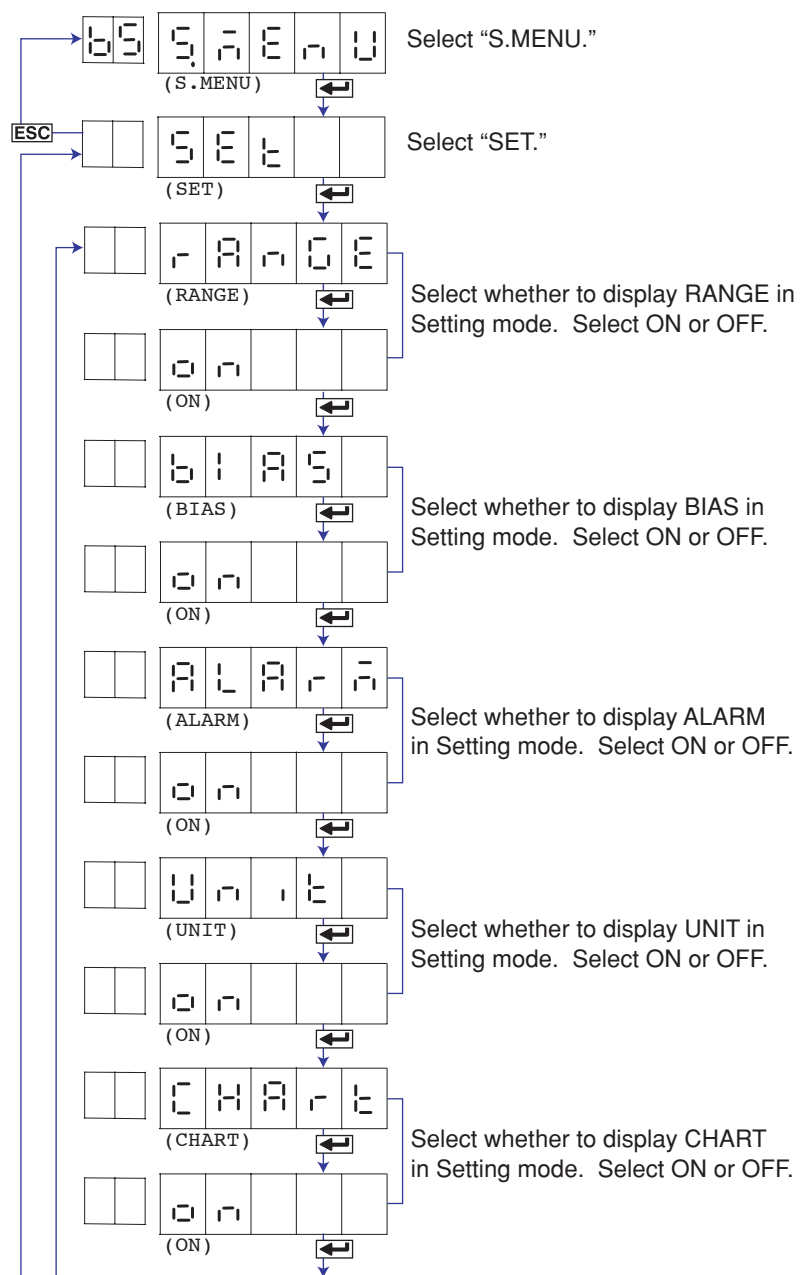 bS S.MEnU Select “S.MENU.”
(S.MENU)
ESC
SEt Select “SET.”
(SET)
rAnGE
(RANGE)
Select whether to display RANGE in
Setting mode. Select ON or OFF.
on
(ON)
bIAS
(BIAS)
Select whether to display BIAS in
Setting mode. Select ON or OFF.
on
(ON)
ALArM
(ALARM)
Select whether to display ALARM
in Setting mode. Select ON or OFF.
on
(ON)
Unit
(UNIT)
Select whether to display UNIT in
Setting mode. Select ON or OFF.
on
(ON)
CHArt
(CHART)
Select whether to display CHART
in Setting mode. Select ON or OFF.
on
(ON)